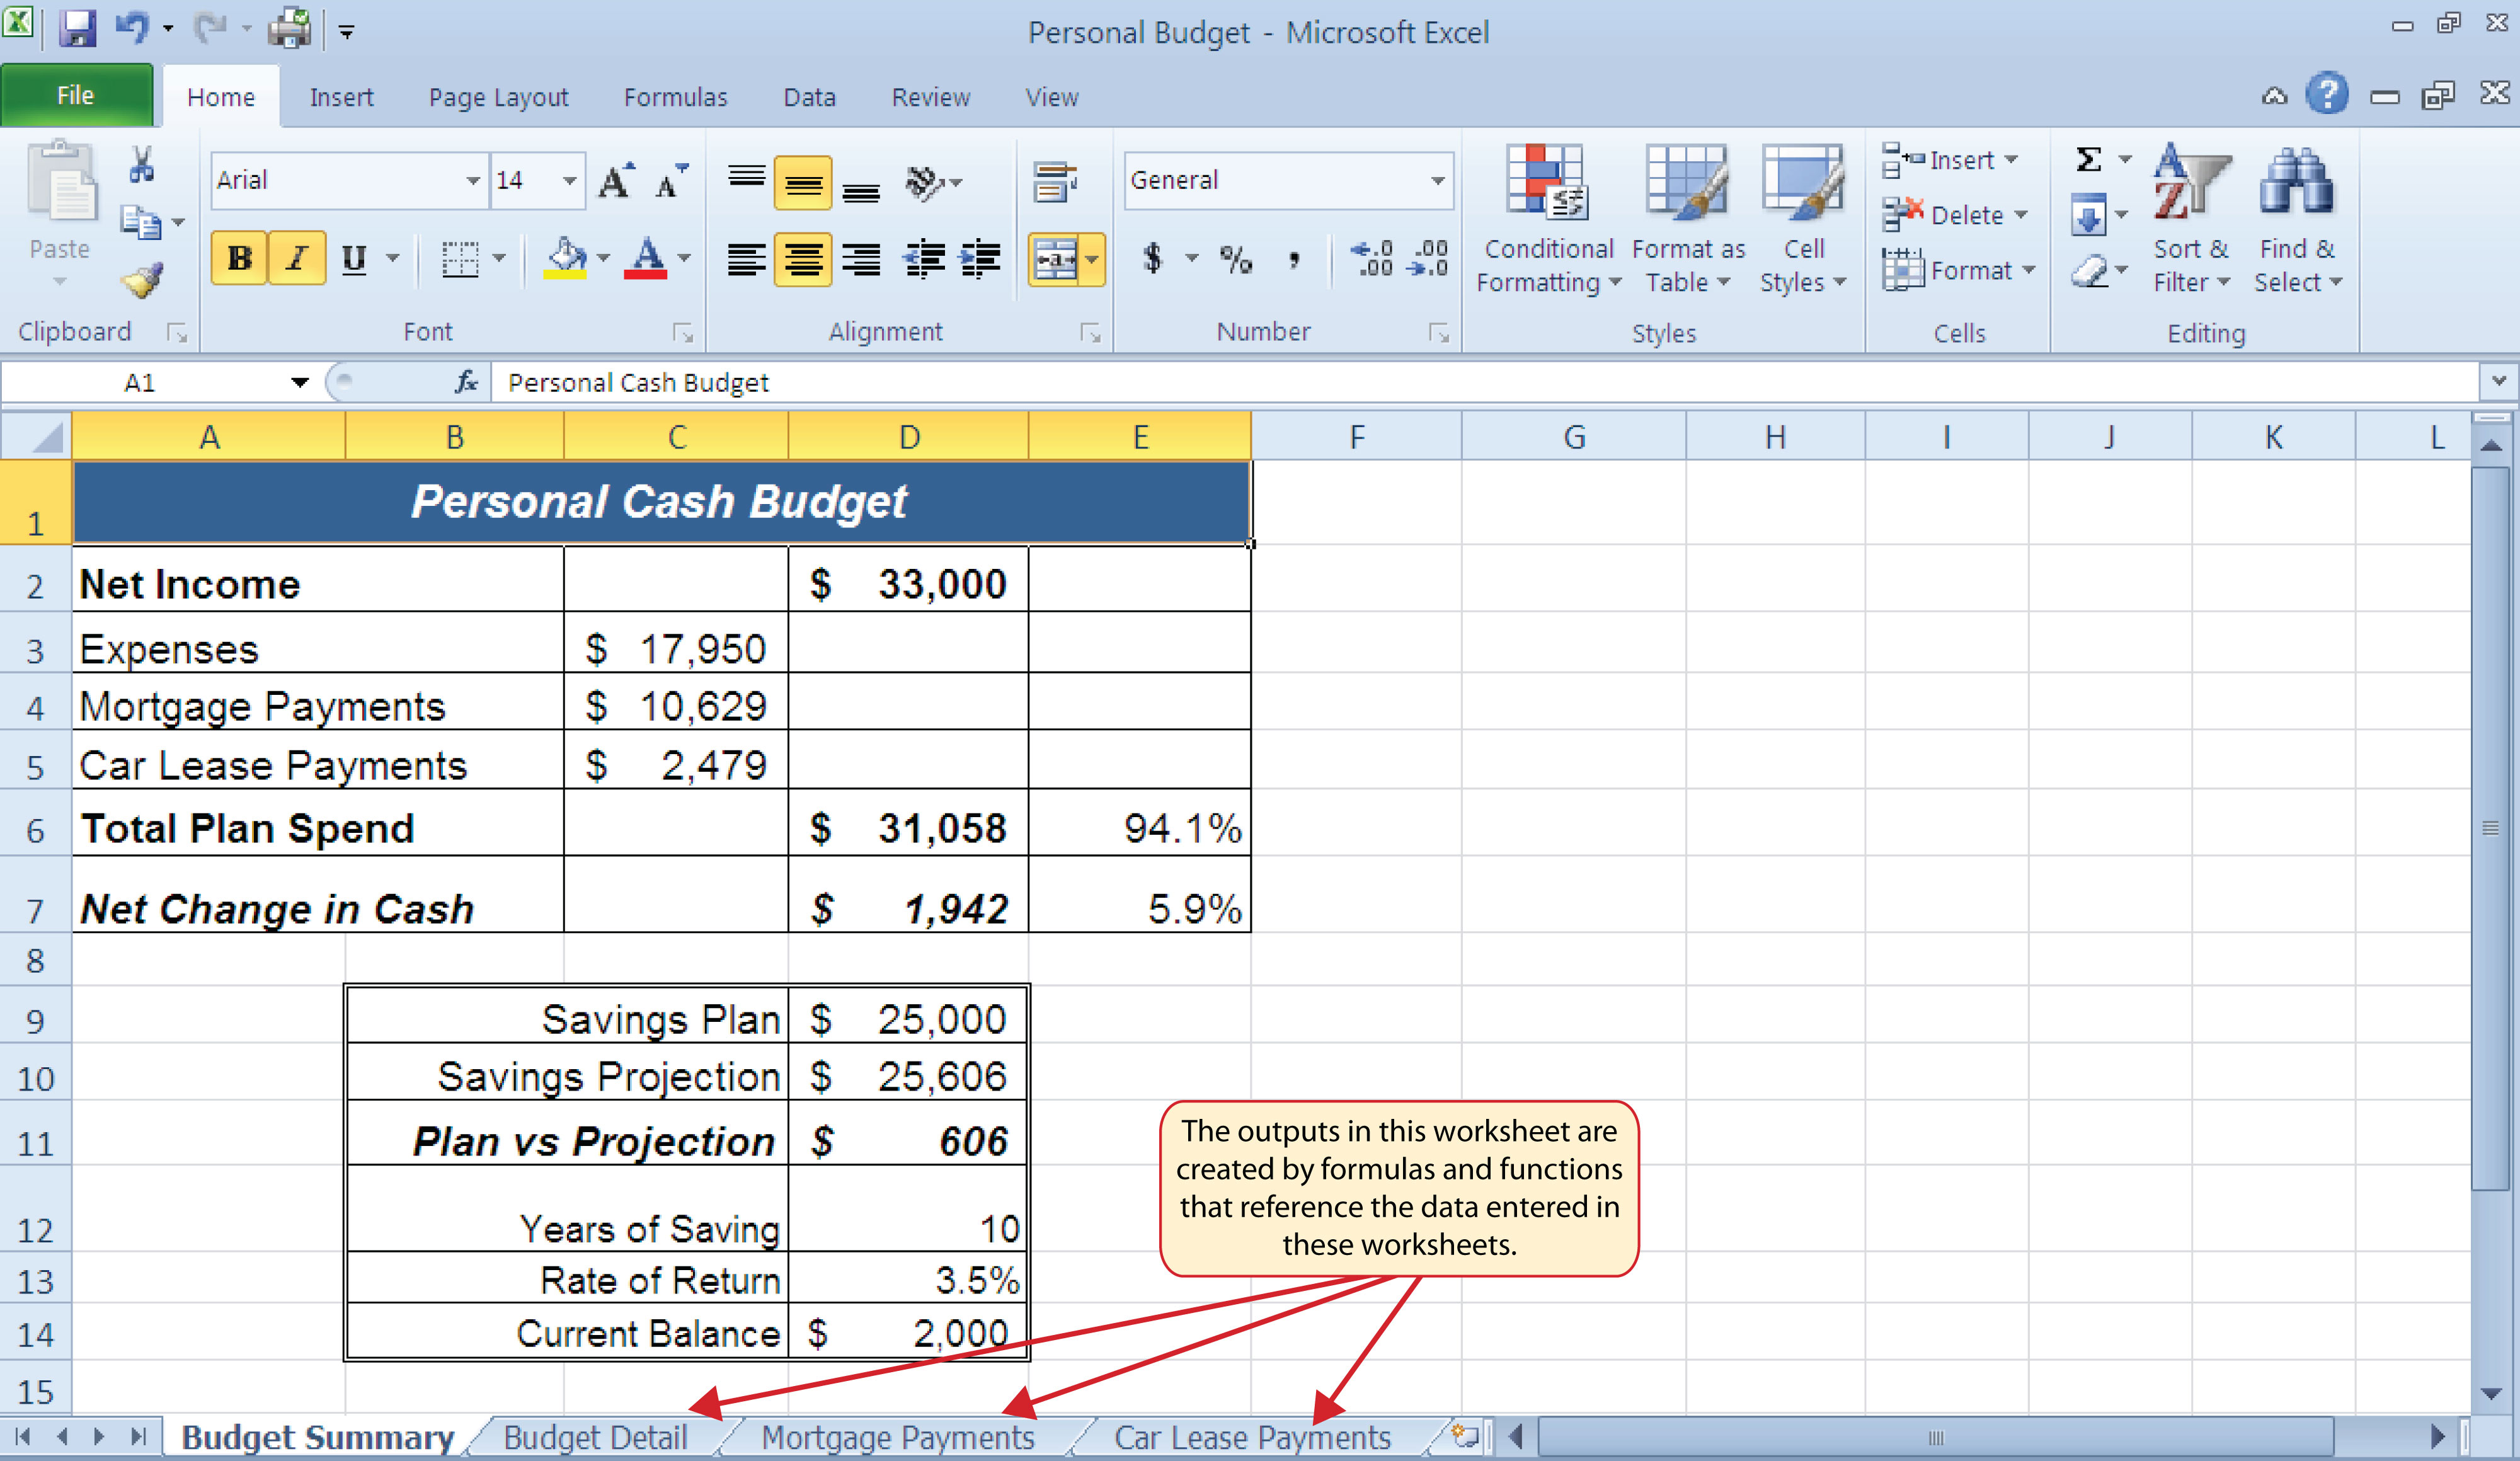 Personal Budget - Microsoft Excel
File Home Insert Page Layout Formulas Data Review View
Paste
Clipboard
Arial 14
B I U A
Font
Alignment
General
$ % ,
Number
Conditional Formatting
Format as Table
Cell Styles
Styles
Insert
Delete
Format
Cells
Σ
Sort & Filter
Find & Select
Editing
A1 fx Personal Cash Budget
A B C D E F G H I J K L
1 Personal Cash Budget
2 Net Income $ 33,000
3 Expenses $ 17,950
4 Mortgage Payments $ 10,629
5 Car Lease Payments $ 2,479
6 Total Plan Spend $ 31,058 94.1%
7 Net Change in Cash $ 1,942 5.9%
8
9 Savings Plan $ 25,000
10 Savings Projection $ 25,606
11 Plan vs Projection $ 606
12 Years of Saving 10
13 Rate of Return 3.5%
14 Current Balance $ 2,000
15
The outputs in this worksheet are
created by formulas and functions
that reference the data entered in
these worksheets.
Budget Summary Budget Detail Mortgage Payments Car Lease Payments